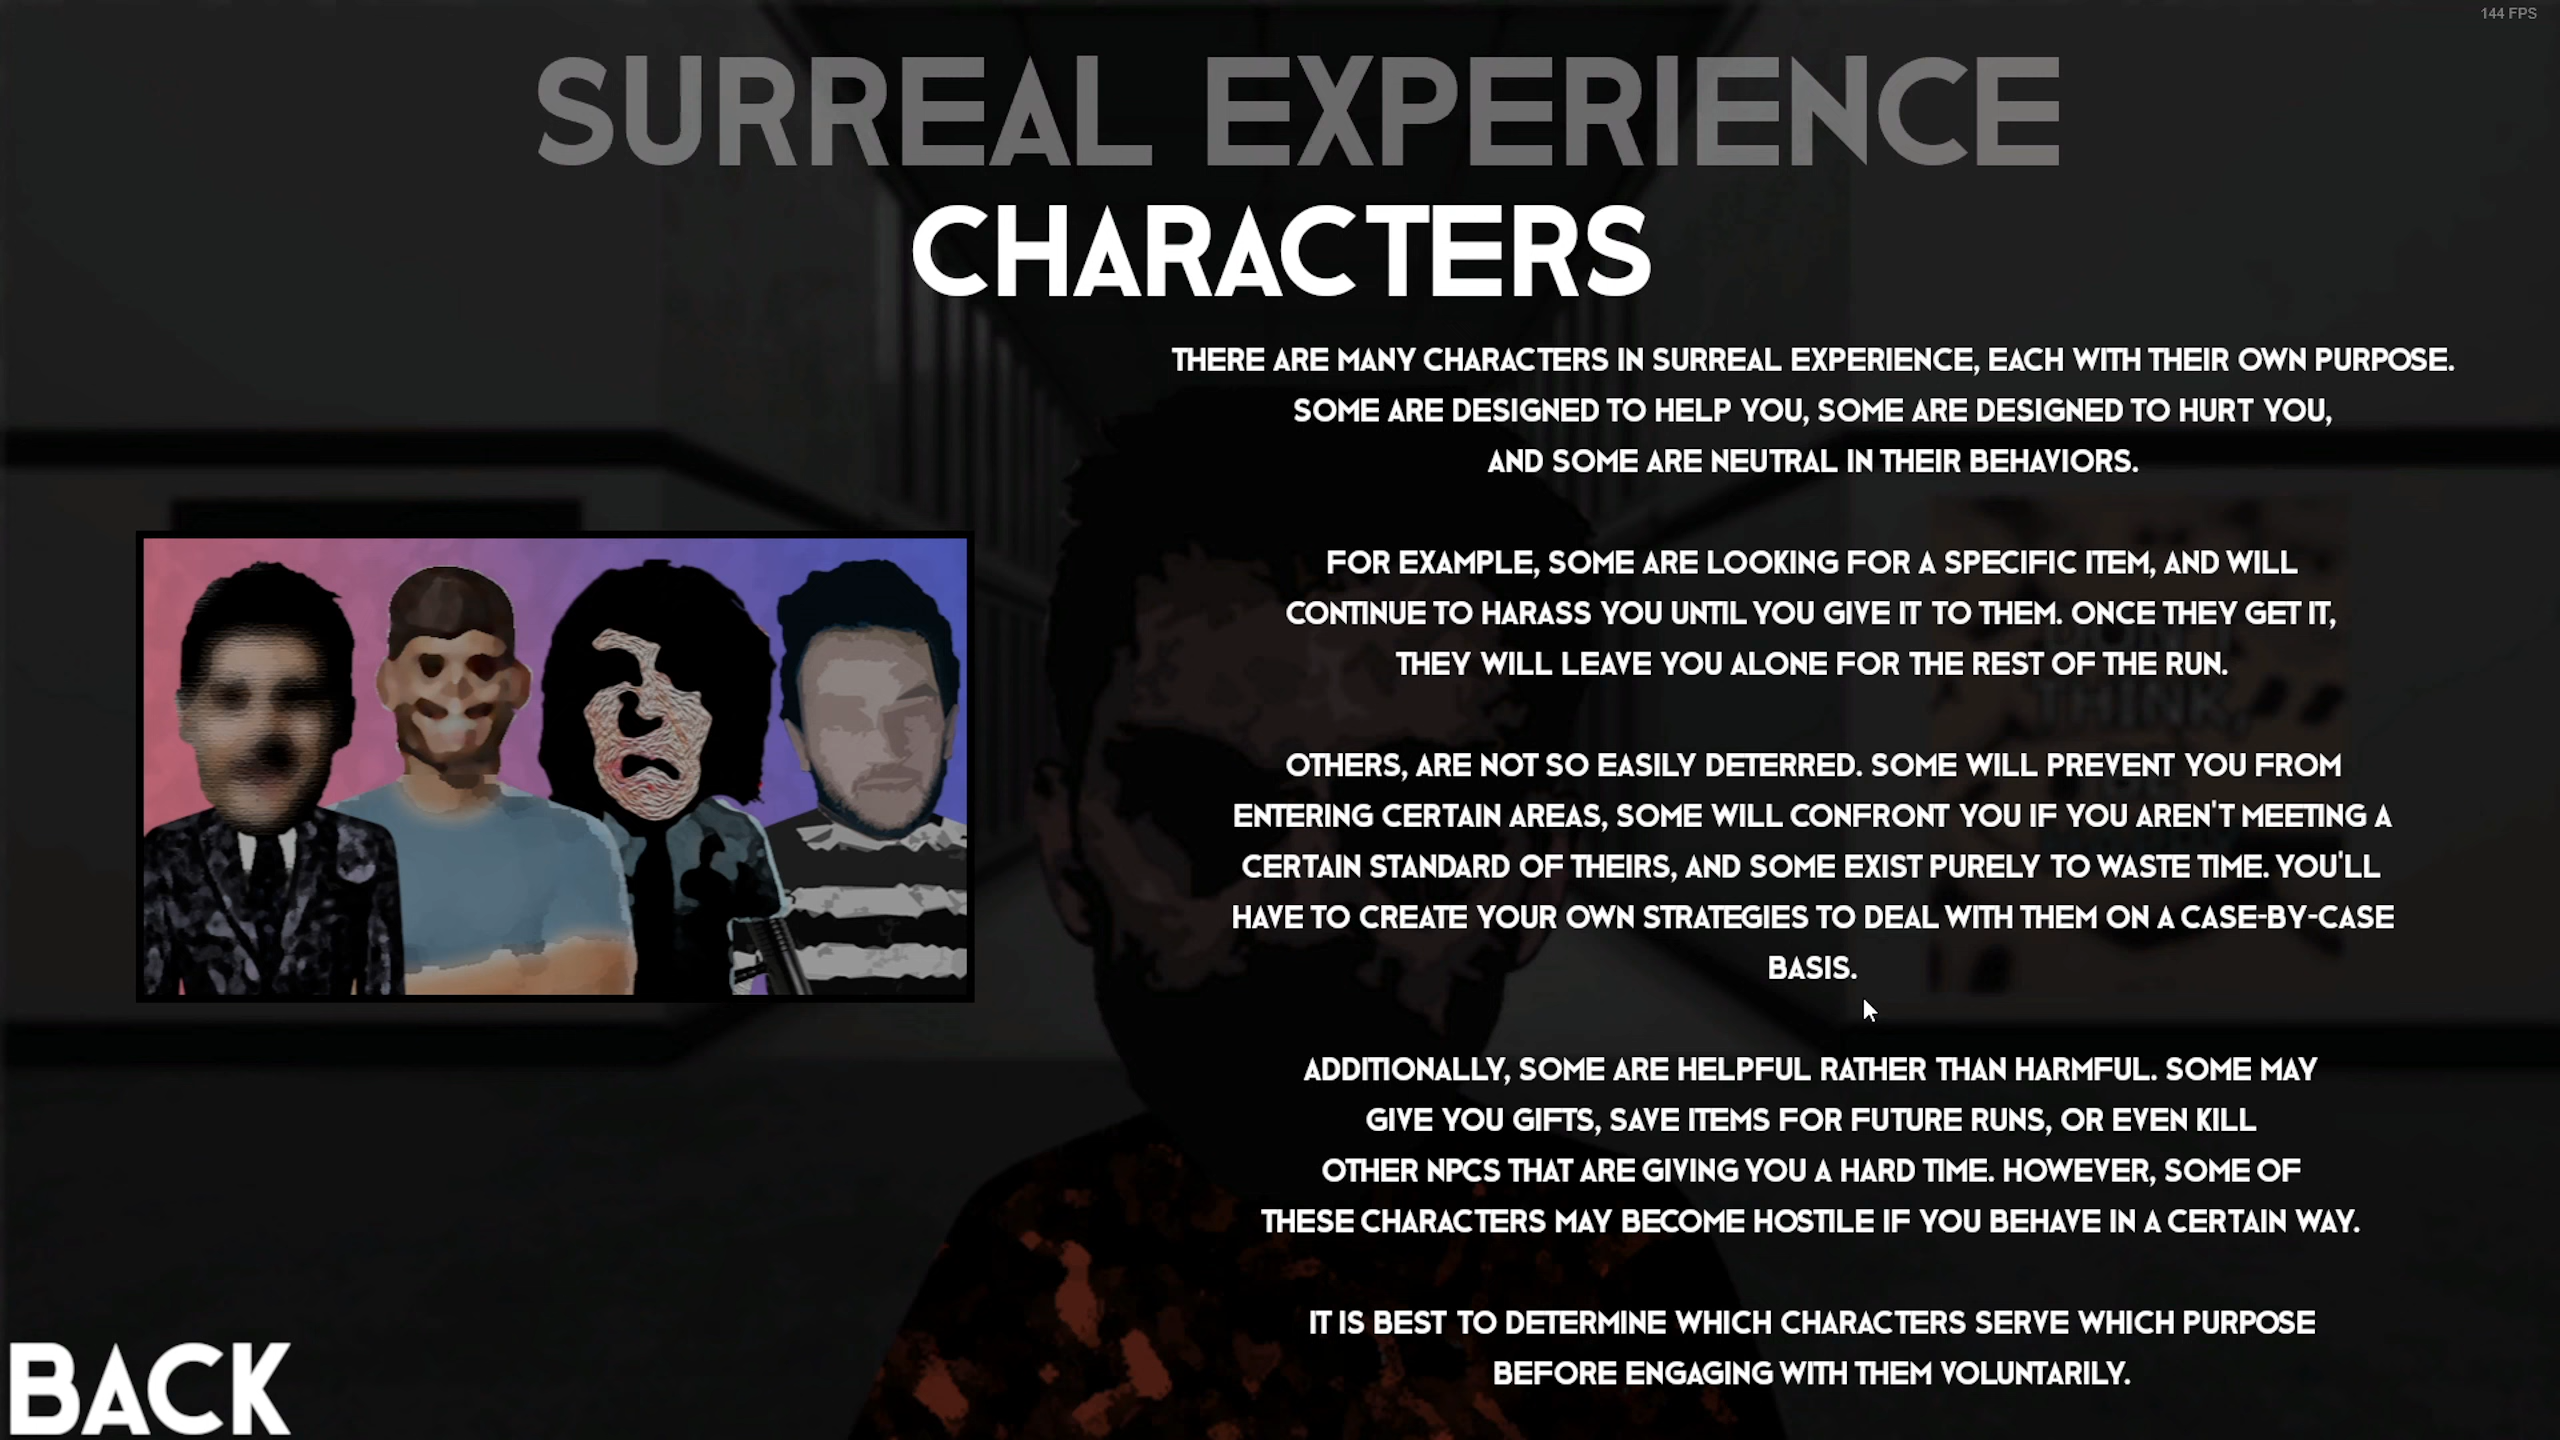 144 FPS
SURREAL EXPERIENCE
CHARACTERS
THERE ARE MANY CHARACTERS IN SURREAL EXPERIENCE, EACH WITH THEIR OWN PURPOSE.
SOME ARE DESIGNED TO HELP YOU, SOME ARE DESIGNED TO HURT YOU,
AND SOME ARE NEUTRAL IN THEIR BEHAVIORS.
FOR EXAMPLE, SOME ARE LOOKING FOR A SPECIFIC ITEM, AND WILL
CONTINUE TO HARASS YOU UNTIL YOU GIVE IT TO THEM. ONCE THEY GET IT,
THEY WILL LEAVE YOU ALONE FOR THE REST OF THE RUN.
OTHERS, ARE NOT SO EASILY DETERRED. SOME WILL PREVENT YOU FROM
ENTERING CERTAIN AREAS, SOME WILL CONFRONT YOU IF YOU AREN'T MEETING A
CERTAIN STANDARD OF THEIRS, AND SOME EXIST PURELY TO WASTE TIME. YOU'LL
HAVE TO CREATE YOUR OWN STRATEGIES TO DEAL WITH THEM ON A CASE-BY-CASE
BASIS.
ADDITIONALLY, SOME ARE HELPFUL RATHER THAN HARMFUL. SOME MAY
GIVE YOU GIFTS, SAVE ITEMS FOR FUTURE RUNS, OR EVEN KILL
OTHER NPCS THAT ARE GIVING YOU A HARD TIME. HOWEVER, SOME OF
THESE CHARACTERS MAY BECOME HOSTILE IF YOU BEHAVE IN A CERTAIN WAY.
IT IS BEST TO DETERMINE WHICH CHARACTERS SERVE WHICH PURPOSE
BEFORE ENGAGING WITH THEM VOLUNTARILY.
BACK
DON'T
THINK,